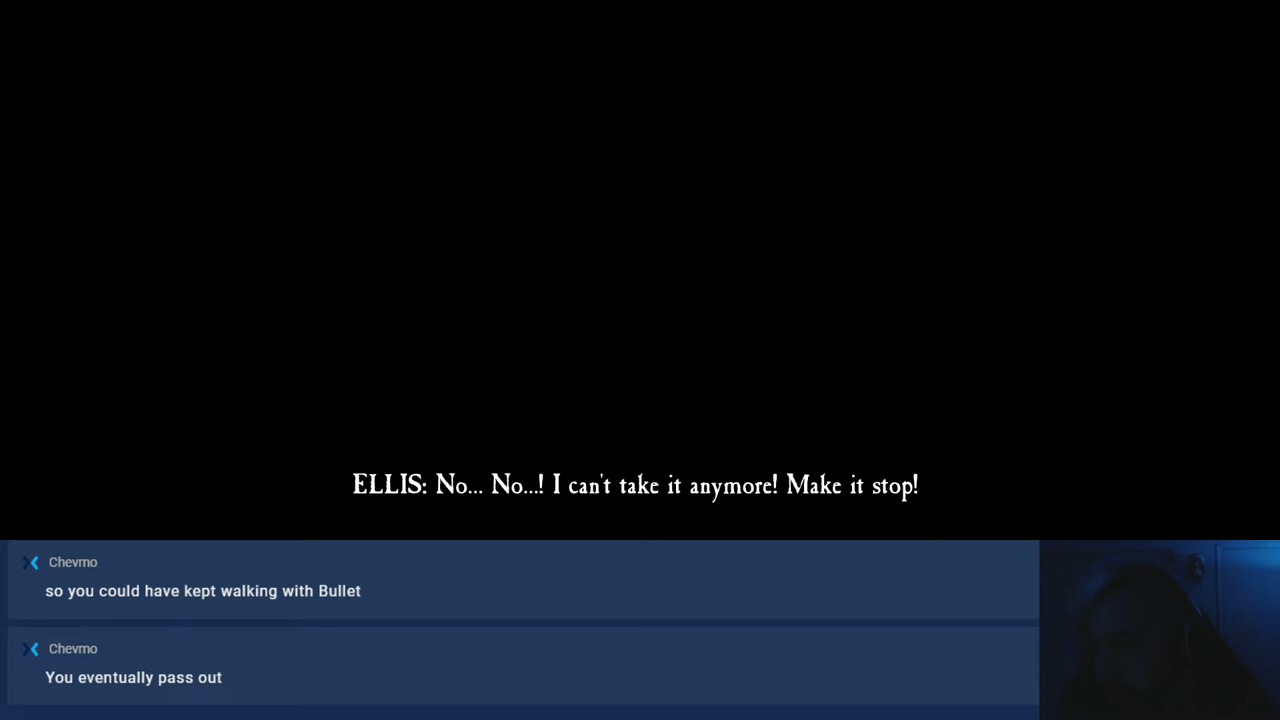 ELLIS: No... No...! I can't take it anymore! Make it stop!
Chevmo
so you could have kept walking with Bullet
Chevmo
You eventually pass out